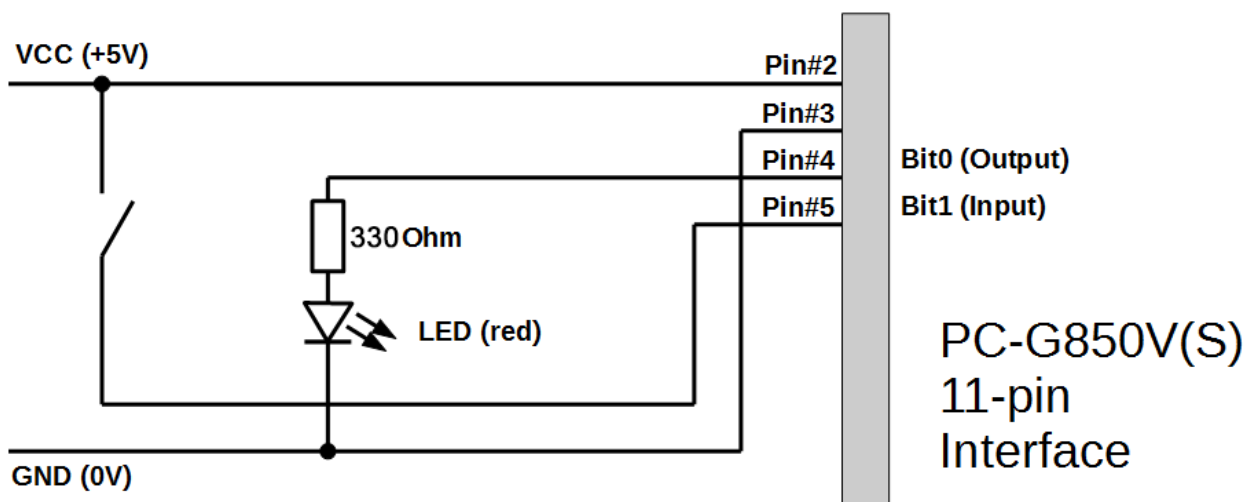 VCC (+5V)
Pin#2
Pin#3
Pin#4
Bit0 (Output)
Pin#5
Bit1 (Input)
330Ohm
LED (red)
PC-G850V(S)
11-pin
Interface
GND (0V)